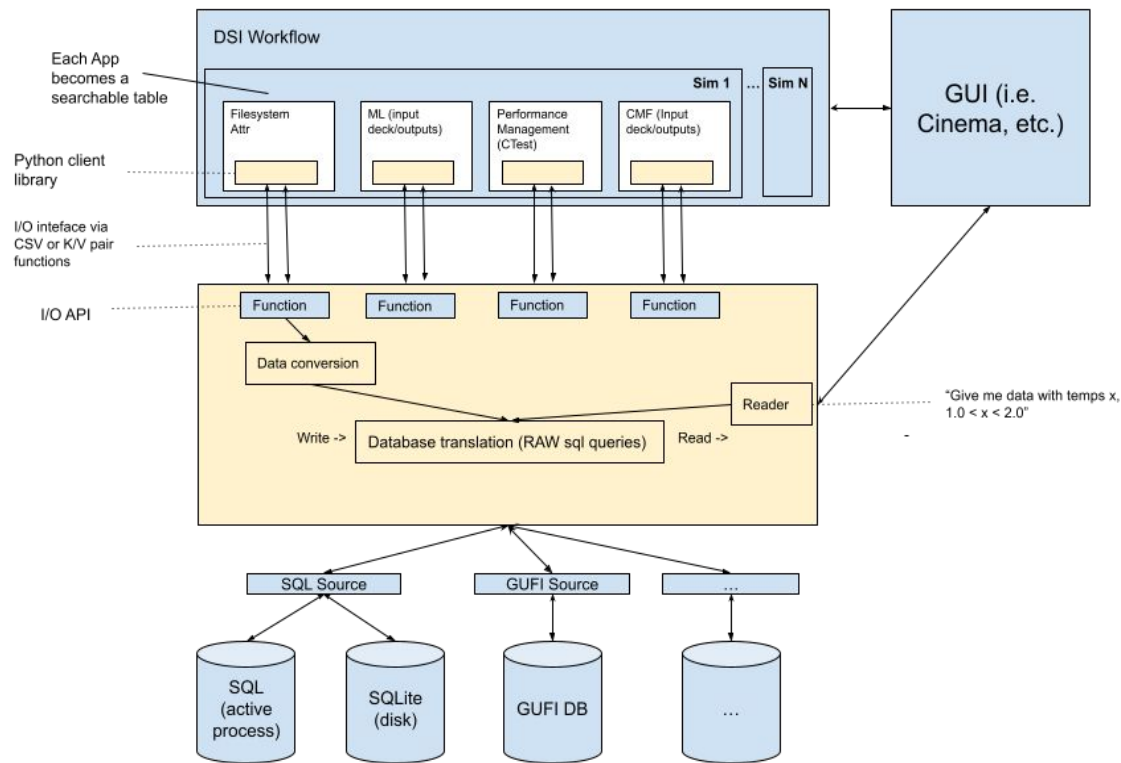 DSI Workflow
Each App
becomes a
searchable table
Sim 1
...
Sim N
GUI (i.e.
Cinema, etc.)
Filesystem
Attr
ML (input
deck/outputs)
Performance
Management
(CTest)
CMF (Input
deck/outputs)
Python client
library
I/O inteface via
CSV or K/V pair
functions
I/O API
Function
Function
Function
Function
Data conversion
Reader
“Give me data with temps x,
1.0 < x < 2.0”
-
Write ->
Database translation (RAW sql queries)
Read ->
SQL Source
GUFI Source
...
SQL
(active
process)
SQLite
(disk)
GUFI DB
...